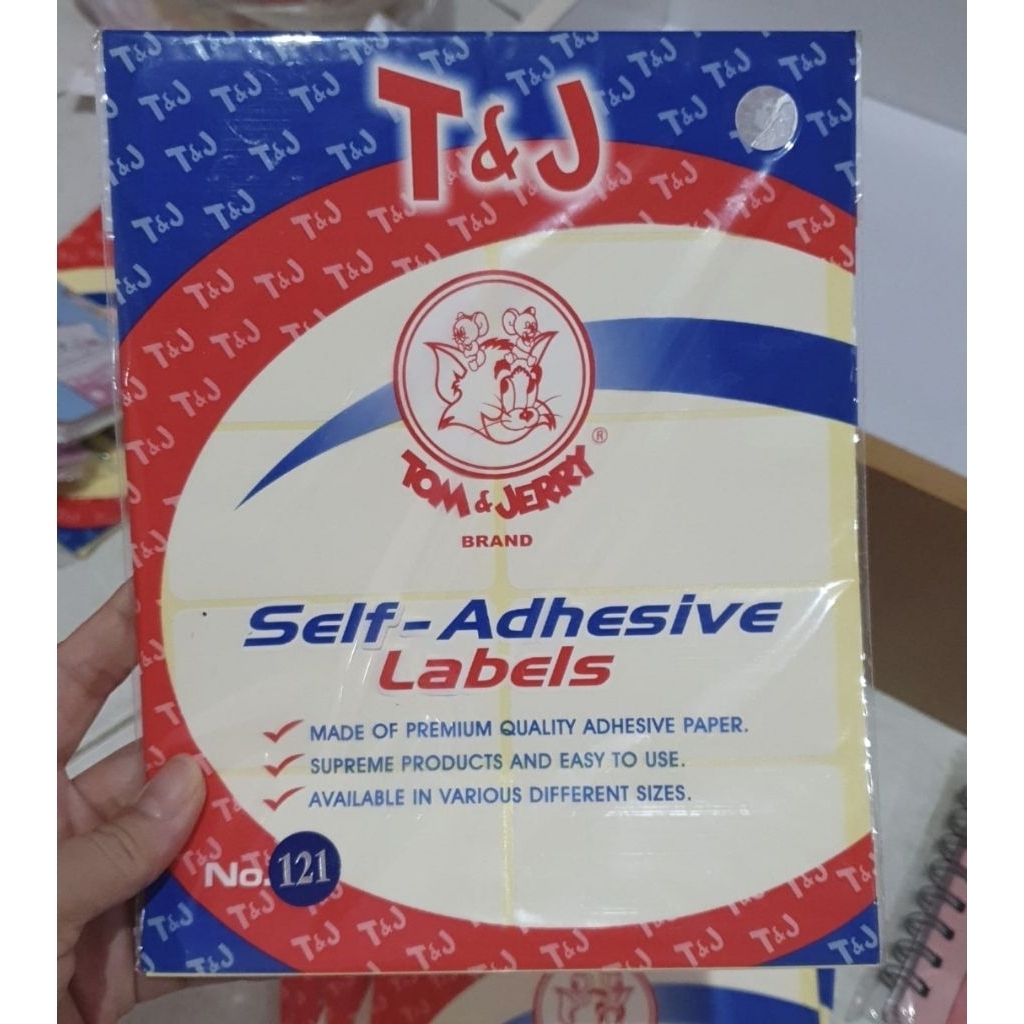 T&J
TOM & JERRY ®
BRAND
Self-Adhesive
Labels
MADE OF PREMIUM QUALITY ADHESIVE PAPER.
SUPREME PRODUCTS AND EASY TO USE.
AVAILABLE IN VARIOUS DIFFERENT SIZES.
No. 121